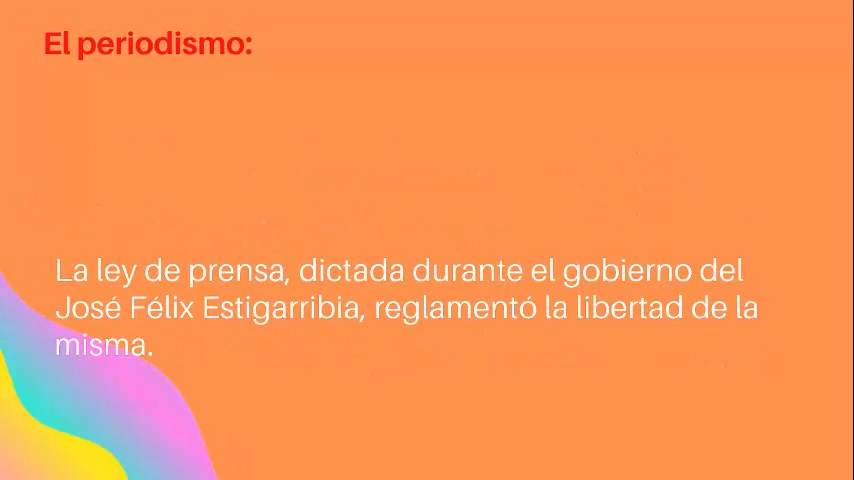 El periodismo:
La ley de prensa, dictada durante el gobierno del
José Félix Estigarribia, reglamentó la libertad de la
misma.